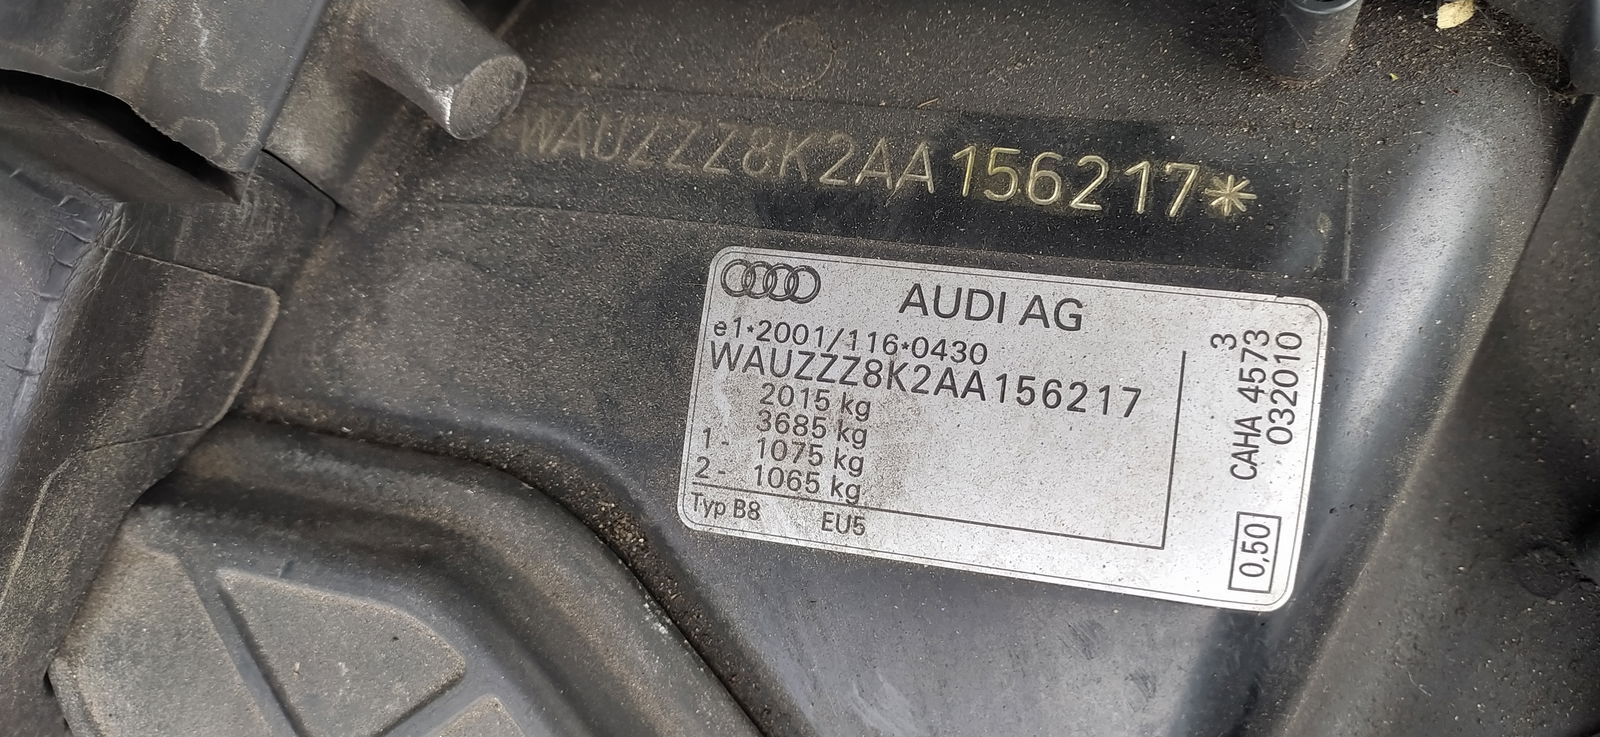 WAUZZZ8K2AA156217*
AUDI AG
e1*2001/116*0430
WAUZZZ8K2AA156217
2015 kg
3685 kg
1- 1075 kg
2- 1065 kg
Typ B8 EU5
3
CAHA 4573
032010
0,50